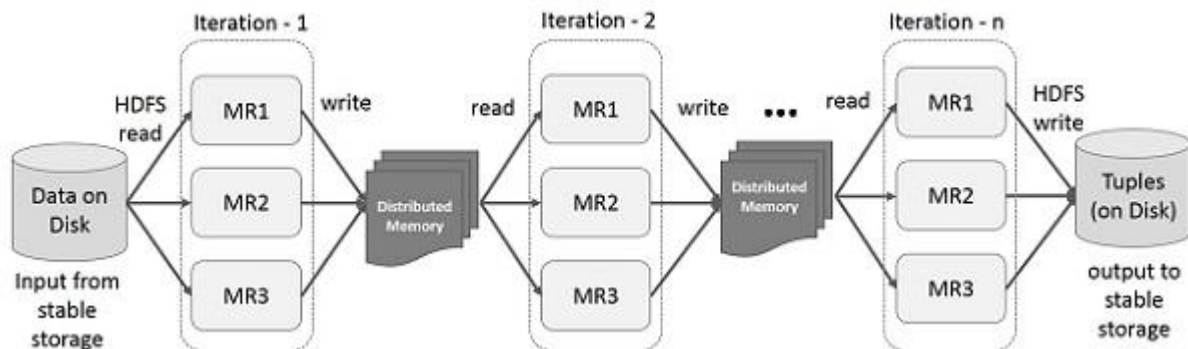 Iteration - 1
Iteration - 2
Iteration - n
HDFS
read
MR1
write
read
MR1
write
...
read
MR1
HDFS
write
Data on
Disk
MR2
Distributed
Memory
MR2
Distributed
Memory
MR2
Tuples
(on Disk)
Input from
stable
storage
MR3
MR3
MR3
output to
stable
storage